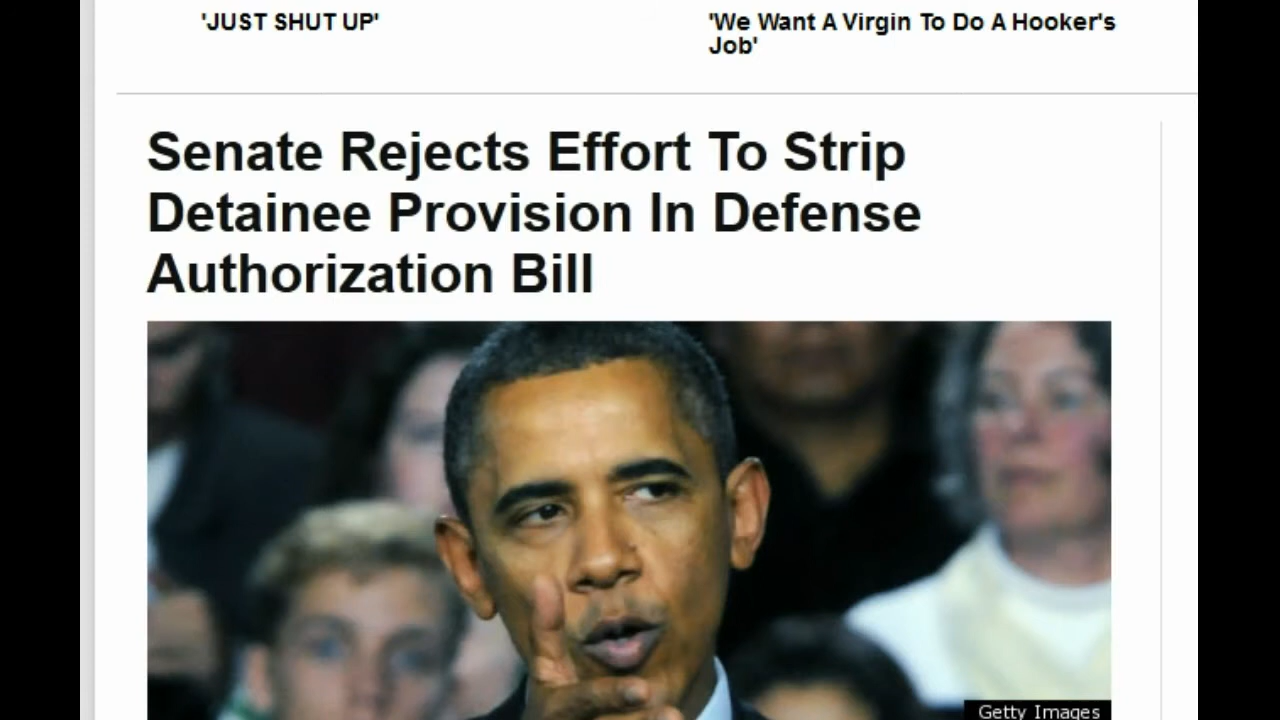 'JUST SHUT UP'
'We Want A Virgin To Do A Hooker's
Job'
Senate Rejects Effort To Strip
Detainee Provision In Defense
Authorization Bill
Getty Images